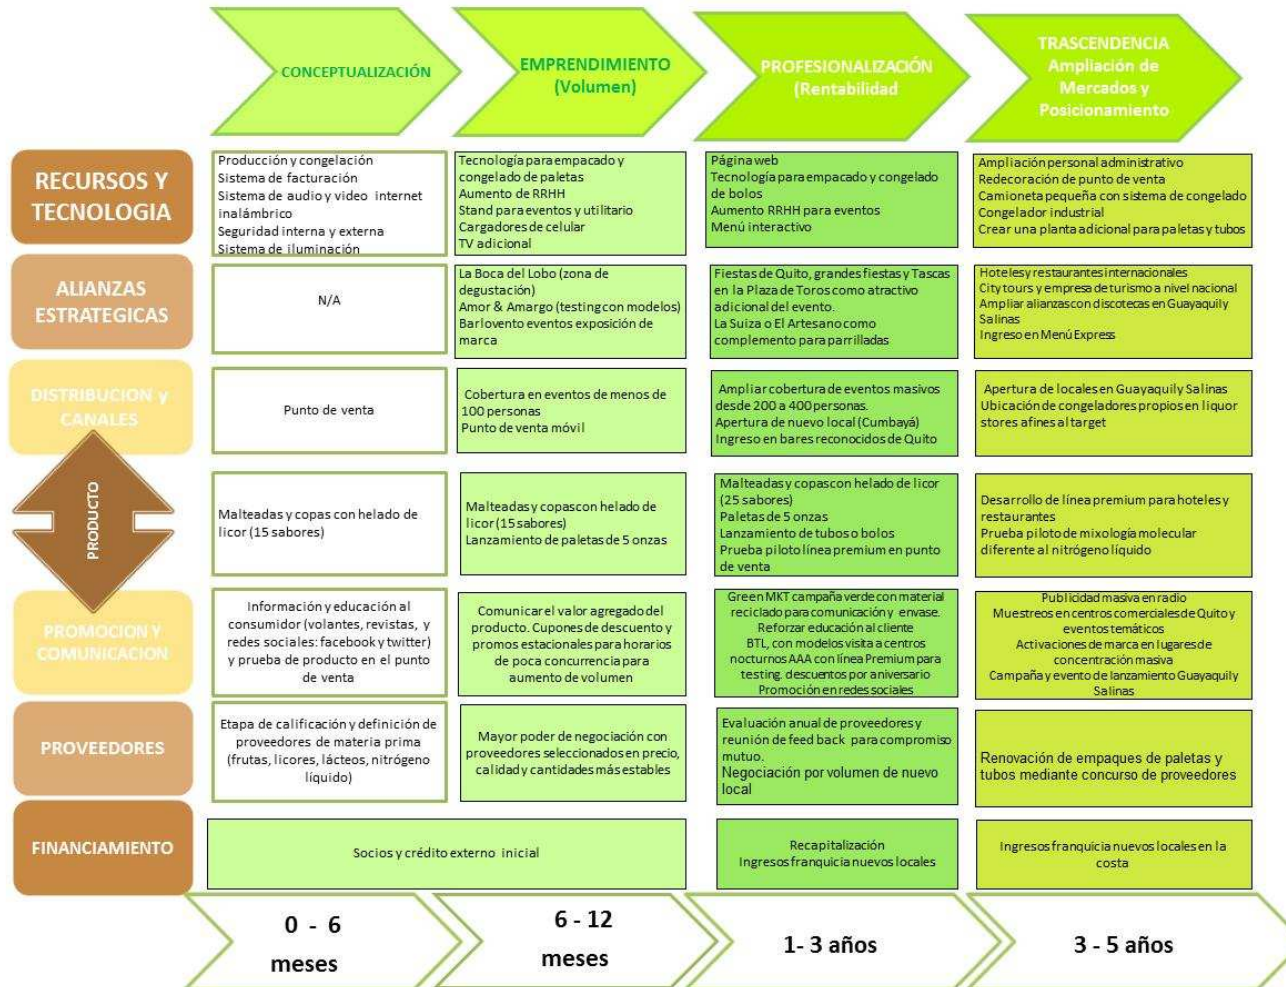 CONCEPTUALIZACIÓN
EMPRENDIMIENTO
(Volumen)
PROFESIONALIZACIÓN
(Rentabilidad
TRASCENDENCIA
Ampliación de
Mercados y
Posicionamiento
RECURSOS Y
TECNOLOGIA
Producción y congelación
Sistema de facturación
Sistema de audio y video internet
inalámbrico
Seguridad interna y externa
Sistema de iluminación
Tecnología para empacado y
congelado de paletas
Aumento de RRHH
Stand para eventos y utilitario
Cargadores de celular
TV adicional
Página web
Tecnología para empacado y congelado
de bolos
Aumento RRHH para eventos
Menú interactivo
Ampliación personal administrativo
Redecoración de punto de venta
Camioneta pequeña con sistema de congelado
Congelador industrial
Crear una planta adicional para paletas y tubos
ALIANZAS
ESTRATEGICAS
N/A
La Boca del Lobo (zona de
degustación)
Amor & Amargo (testing con modelos)
Barlovento eventos exposición de
marca
Fiestas de Quito, grandes fiestas y Tascas
en la Plaza de Toros como atractivo
adicional del evento.
La Suiza o El Artesano como
complemento para parrilladas
Hoteles y restaurantes internacionales
City tours y empresa de turismo a nivel nacional
Ampliar alianzas con discotecas en Guayaquil y
Salinas
Ingreso en Menú Express
DISTRIBUCION y
CANALES
Punto de venta
Cobertura en eventos de menos de
100 personas
Punto de venta móvil
Ampliar cobertura de eventos masivos
desde 200 a 400 personas.
Apertura de nuevo local (Cumbayá)
Ingreso en bares reconocidos de Quito
Apertura de locales en Guayaquil y Salinas
Ubicación de congeladores propios en liquor
stores afines al target
PRODUCTO
Malteadas y copas con helado de
licor (15 sabores)
Malteadas y copas con helado de
licor (15 sabores)
Lanzamiento de paletas de 5 onzas
Malteadas y copas con helado de licor
(25 sabores)
Paletas de 5 onzas
Lanzamiento de tubos o bolos
Prueba piloto línea premium en punto
de venta
Desarrollo de línea premium para hoteles y
restaurantes
Prueba piloto de mixología molecular
diferente al nitrógeno líquido
PROMOCION Y
COMUNICACION
Información y educación al
consumidor (volantes, revistas, y
redes sociales: facebook y twitter)
y prueba de producto en el punto
de venta
Comunicar el valor agregado del
producto. Cupones de descuento y
promos estacionales para horarios
de poca concurrencia para
aumento de volumen
Green MKT campaña verde con material
reciclado para comunicación y envase.
Reforzar educación al cliente
BTL, con modelos visita a centros
nocturnos AAA con línea Premium para
testing. descuentos por aniversario
Promoción en redes sociales
Publicidad masiva en radio
Muestreos en centros comerciales de Quito y
eventos temáticos
Activaciones de marca en lugares de
concentración masiva
Campaña y evento de lanzamiento Guayaquil y
Salinas
PROVEEDORES
Etapa de calificación y definición de
proveedores de materia prima
(frutas, licores, lácteos, nitrógeno
líquido)
Mayor poder de negociación con
proveedores seleccionados en precio,
calidad y cantidades más estables
Evaluación anual de proveedores y
reunión de feed back para compromiso
mutuo.
Negociación por volumen de nuevo
local
Renovación de empaques de paletas y
tubos mediante concurso de proveedores
FINANCIAMIENTO
Socios y crédito externo inicial
Recapitalización
Ingresos franquicia nuevos locales
Ingresos franquicia nuevos locales en la
costa
0 - 6
meses
6 - 12
meses
1- 3 años
3 - 5 años